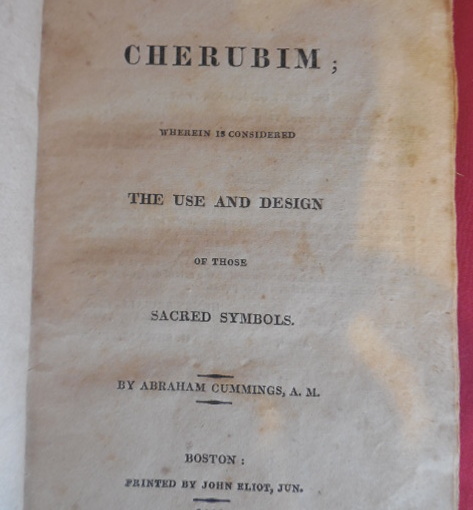 CHERUBIM ;
WHEREIN IS CONSIDERED
THE USE AND DESIGN
OF THOSE
SACRED SYMBOLS.
BY ABRAHAM CUMMINGS, A. M.
BOSTON :
PRINTED BY JOHN ELIOT, JUN.